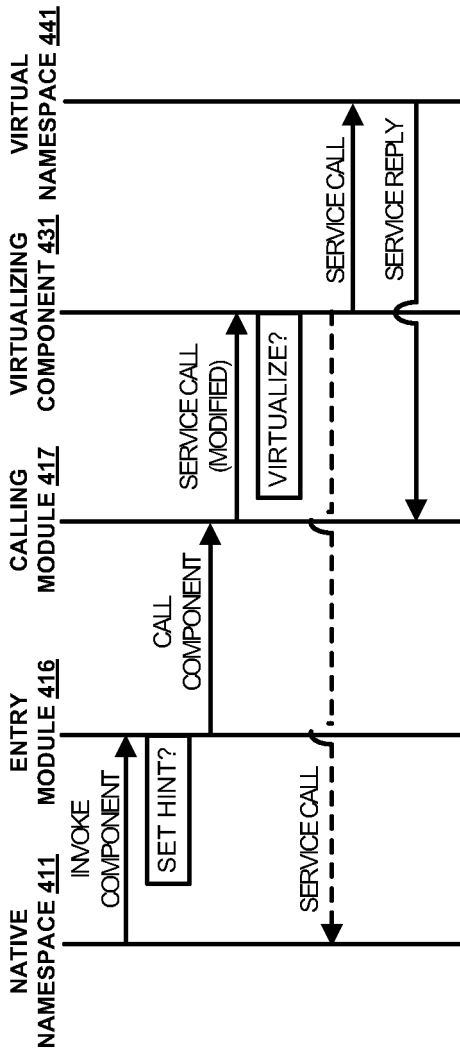 NATIVE
NAMESPACE 411
ENTRY
MODULE 416
CALLING
MODULE 417
VIRTUALIZING
COMPONENT 431
VIRTUAL
NAMESPACE 441
INVOKE
COMPONENT
SET HINT?
CALL
COMPONENT
SERVICE CALL
(MODIFIED)
VIRTUALIZE?
SERVICE CALL
SERVICE CALL
SERVICE REPLY